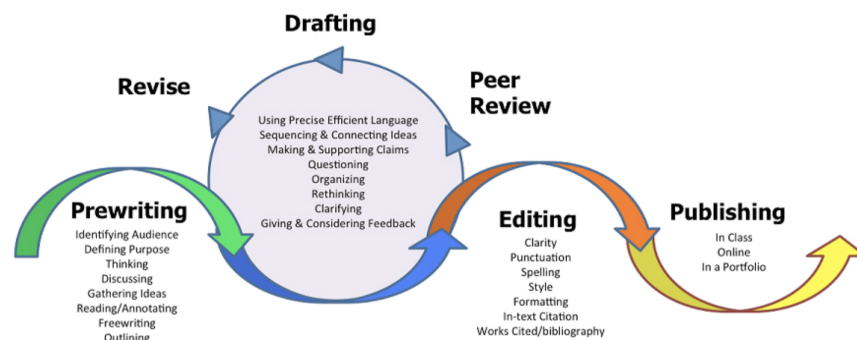 Drafting
Revise
Peer
Review
Using Precise Efficient Language
Sequencing & Connecting Ideas
Making & Supporting Claims
Questioning
Organizing
Rethinking
Clarifying
Giving & Considering Feedback
Prewriting
Identifying Audience
Defining Purpose
Thinking
Discussing
Gathering Ideas
Reading/Annotating
Freewriting
Outlining
Editing
Clarity
Punctuation
Spelling
Style
Formatting
In-text Citation
Works Cited/bibliography
Publishing
In Class
Online
In a Portfolio